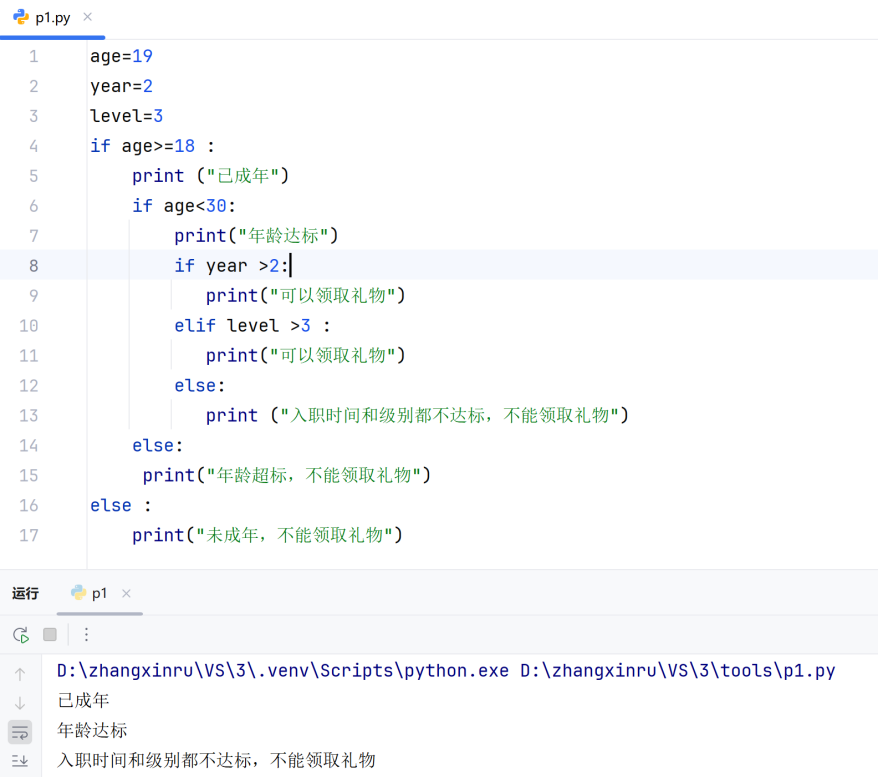 p1.py ×
1 age=19
2 year=2
3 level=3
4 if age>=18 :
5     print ("已成年")
6     if age<30:
7         print("年龄达标")
8         if year >2:
9            print("可以领取礼物")
10         elif level >3 :
11            print("可以领取礼物")
12         else:
13            print ("入职时间和级别都不达标，不能领取礼物")
14     else:
15      print("年龄超标，不能领取礼物")
16 else :
17     print("未成年，不能领取礼物")
运行 p1 ×
D:\zhangxinru\VS\3\.venv\Scripts\python.exe D:\zhangxinru\VS\3\tools\p1.py
已成年
年龄达标
入职时间和级别都不达标，不能领取礼物